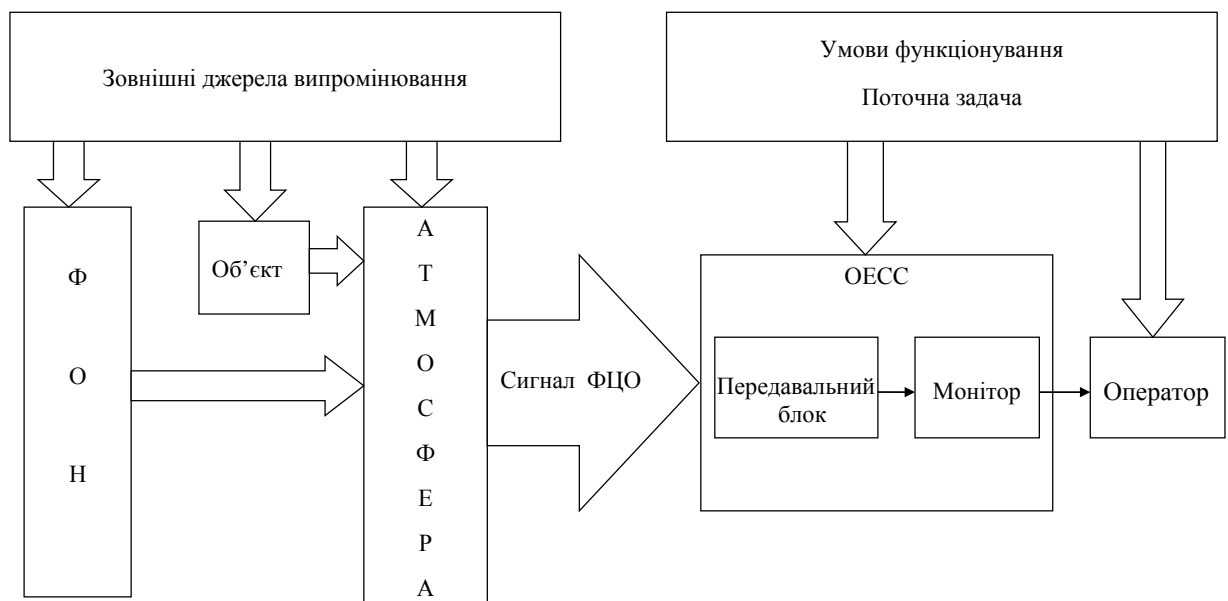 Зовнішні джерела випромінювання
Умови функціонування
Поточна задача
Ф
О
Н
Об’єкт
А
Т
М
О
С
Ф
Е
Р
А
Сигнал ФЦО
ОЕСС
Передавальний
блок
Монітор
Оператор